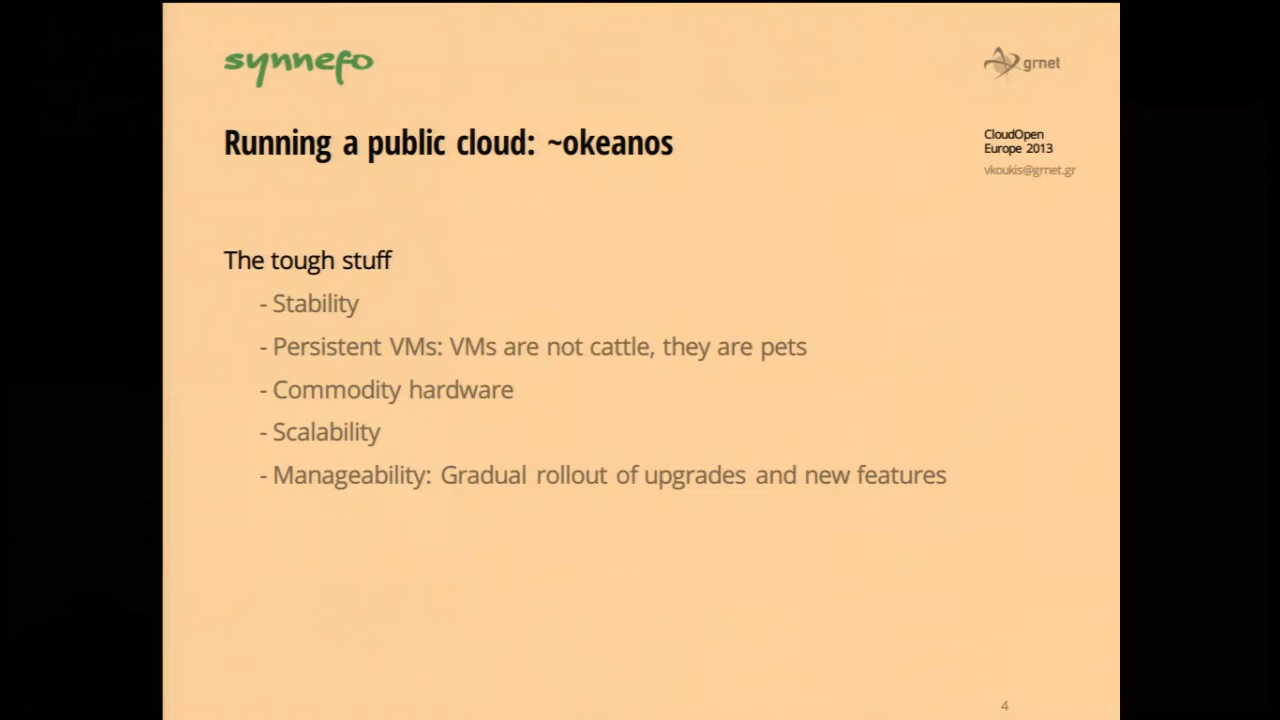 synnefo
grnet
Running a public cloud: ~okeanos
CloudOpen
Europe 2013
vkoukis@grnet.gr
The tough stuff
- Stability
- Persistent VMs: VMs are not cattle, they are pets
- Commodity hardware
- Scalability
- Manageability: Gradual rollout of upgrades and new features
4